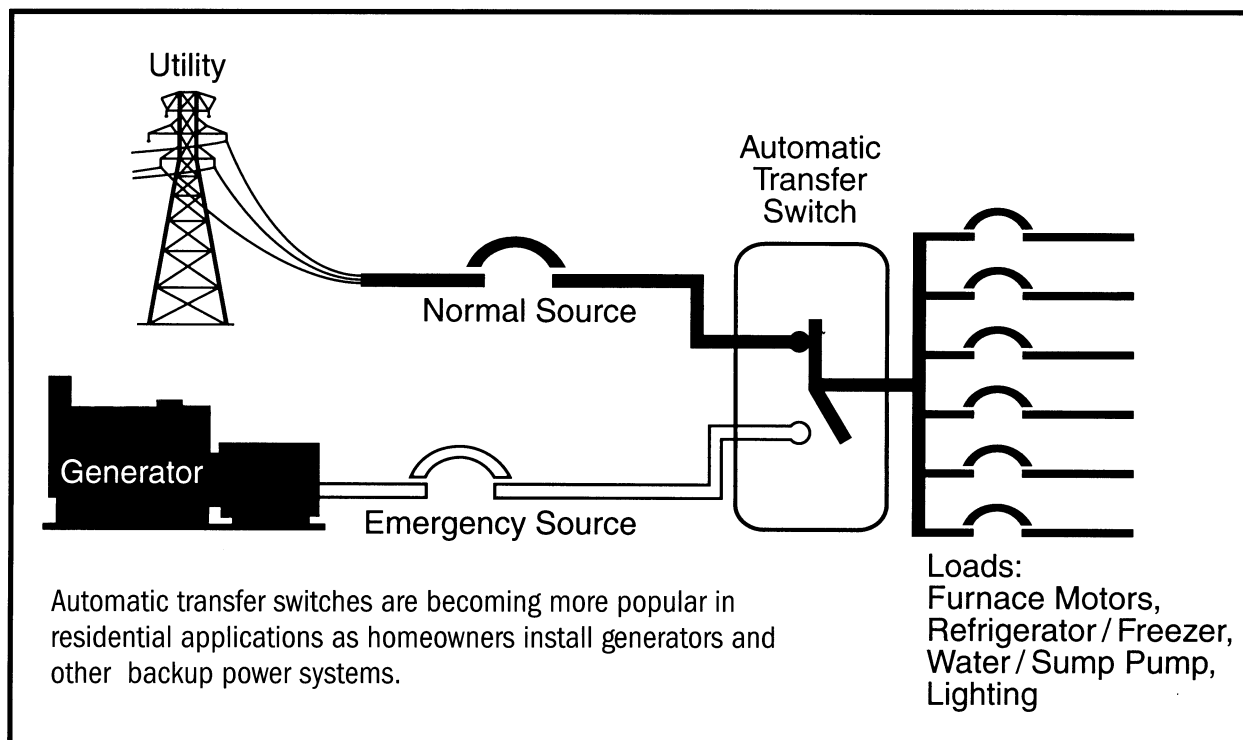 Utility
Automatic
Transfer
Switch
Normal Source
Generator
Emergency Source
Loads:
Furnace Motors,
Refrigerator / Freezer,
Water / Sump Pump,
Lighting
Automatic transfer switches are becoming more popular in
residential applications as homeowners install generators and
other backup power systems.